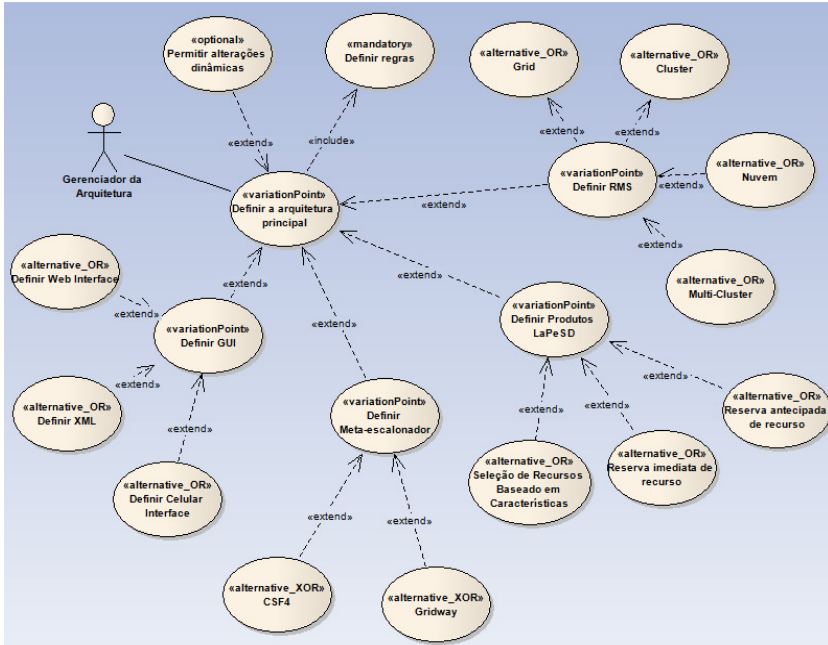 «optional»
Permitir alterações
dinâmicas
«mandatory»
Definir regras
«alternative_OR»
Grid
«alternative_OR»
Cluster
«extend»
«include»
«extend»
«extend»
Gerenciador da
Arquitetura
«variationPoint»
Definir a arquitetura
principal
«extend»
«variationPoint»
Definir RMS
«extend»
«alternative_OR»
Nuvem
«extend»
«alternative_OR»
Multi-Cluster
«alternative_OR»
Definir Web Interface
«extend»
«extend»
«extend»
«variationPoint»
Definir GUI
«extend»
«variationPoint»
Definir Produtos
LaPeSD
«extend»
«alternative_OR»
Definir XML
«extend»
«variationPoint»
Definir
Meta-escalonador
«extend»
«extend»
«extend»
«alternative_OR»
Reserva antecipada
de recurso
«alternative_OR»
Definir Celular
Interface
«alternative_OR»
Seleção de Recursos
Baseado em
Características
«alternative_OR»
Reserva imediata de
recurso
«extend»
«extend»
«alternative_XOR»
CSF4
«alternative_XOR»
Gridway